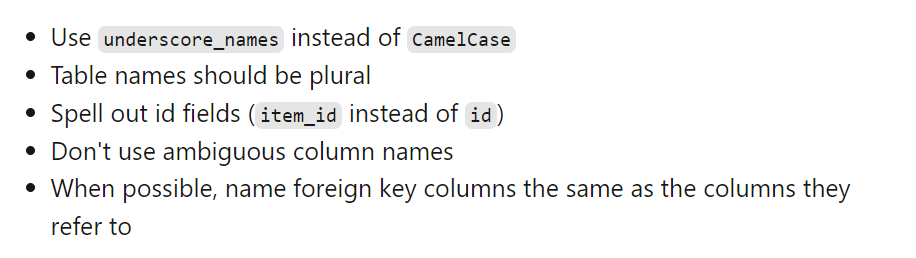 Use underscore_names instead of CamelCase
Table names should be plural
Spell out id fields (item_id instead of id)
Don't use ambiguous column names
When possible, name foreign key columns the same as the columns they
refer to